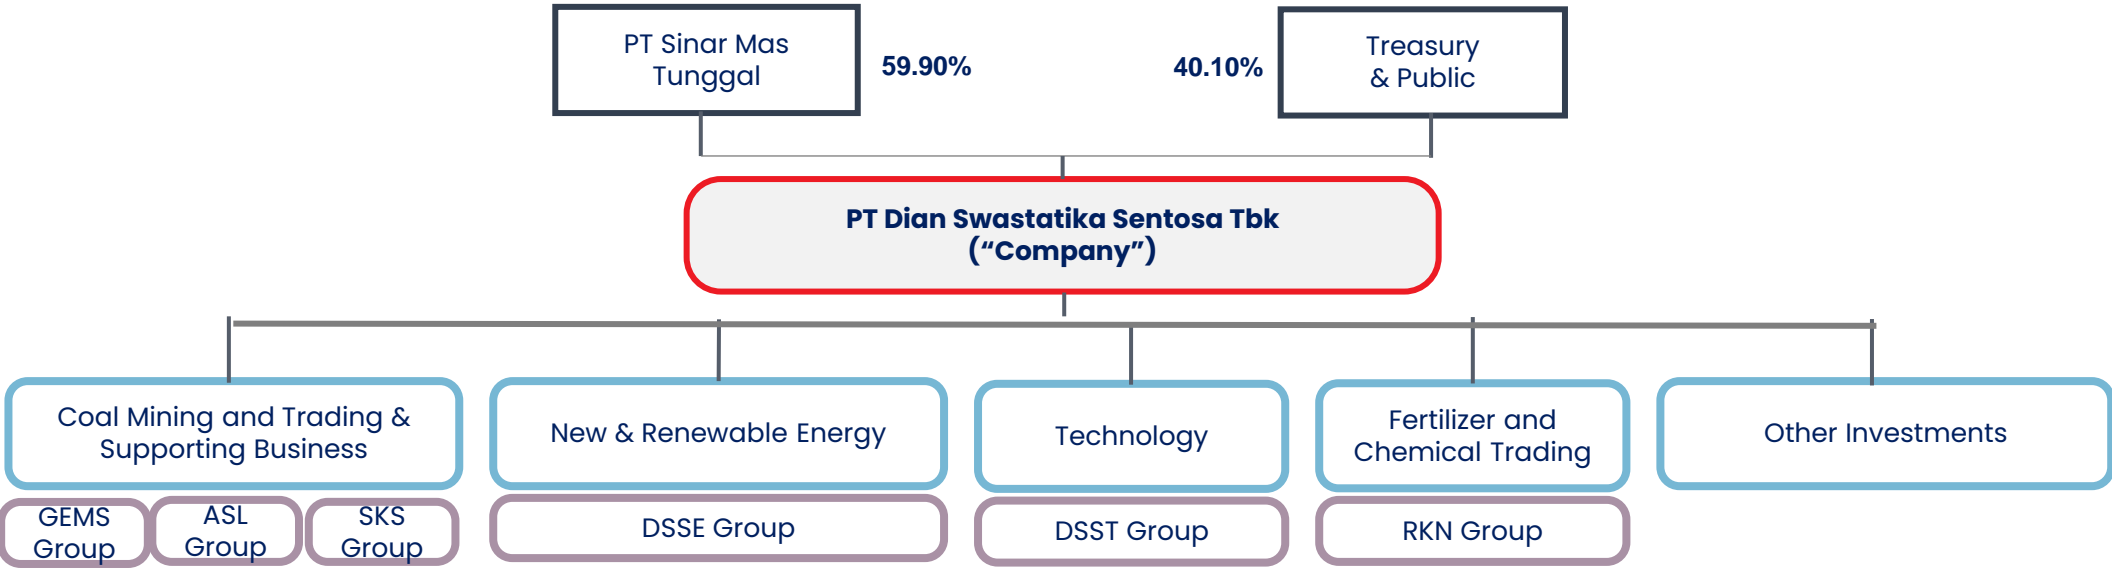 PT Sinar Mas
Tunggal
59.90%
40.10%
Treasury
& Public
PT Dian Swastatika Sentosa Tbk
(“Company”)
Coal Mining and Trading &
Supporting Business
New & Renewable Energy
Technology
Fertilizer and
Chemical Trading
Other Investments
GEMS
Group
ASL
Group
SKS
Group
DSSE Group
DSST Group
RKN Group